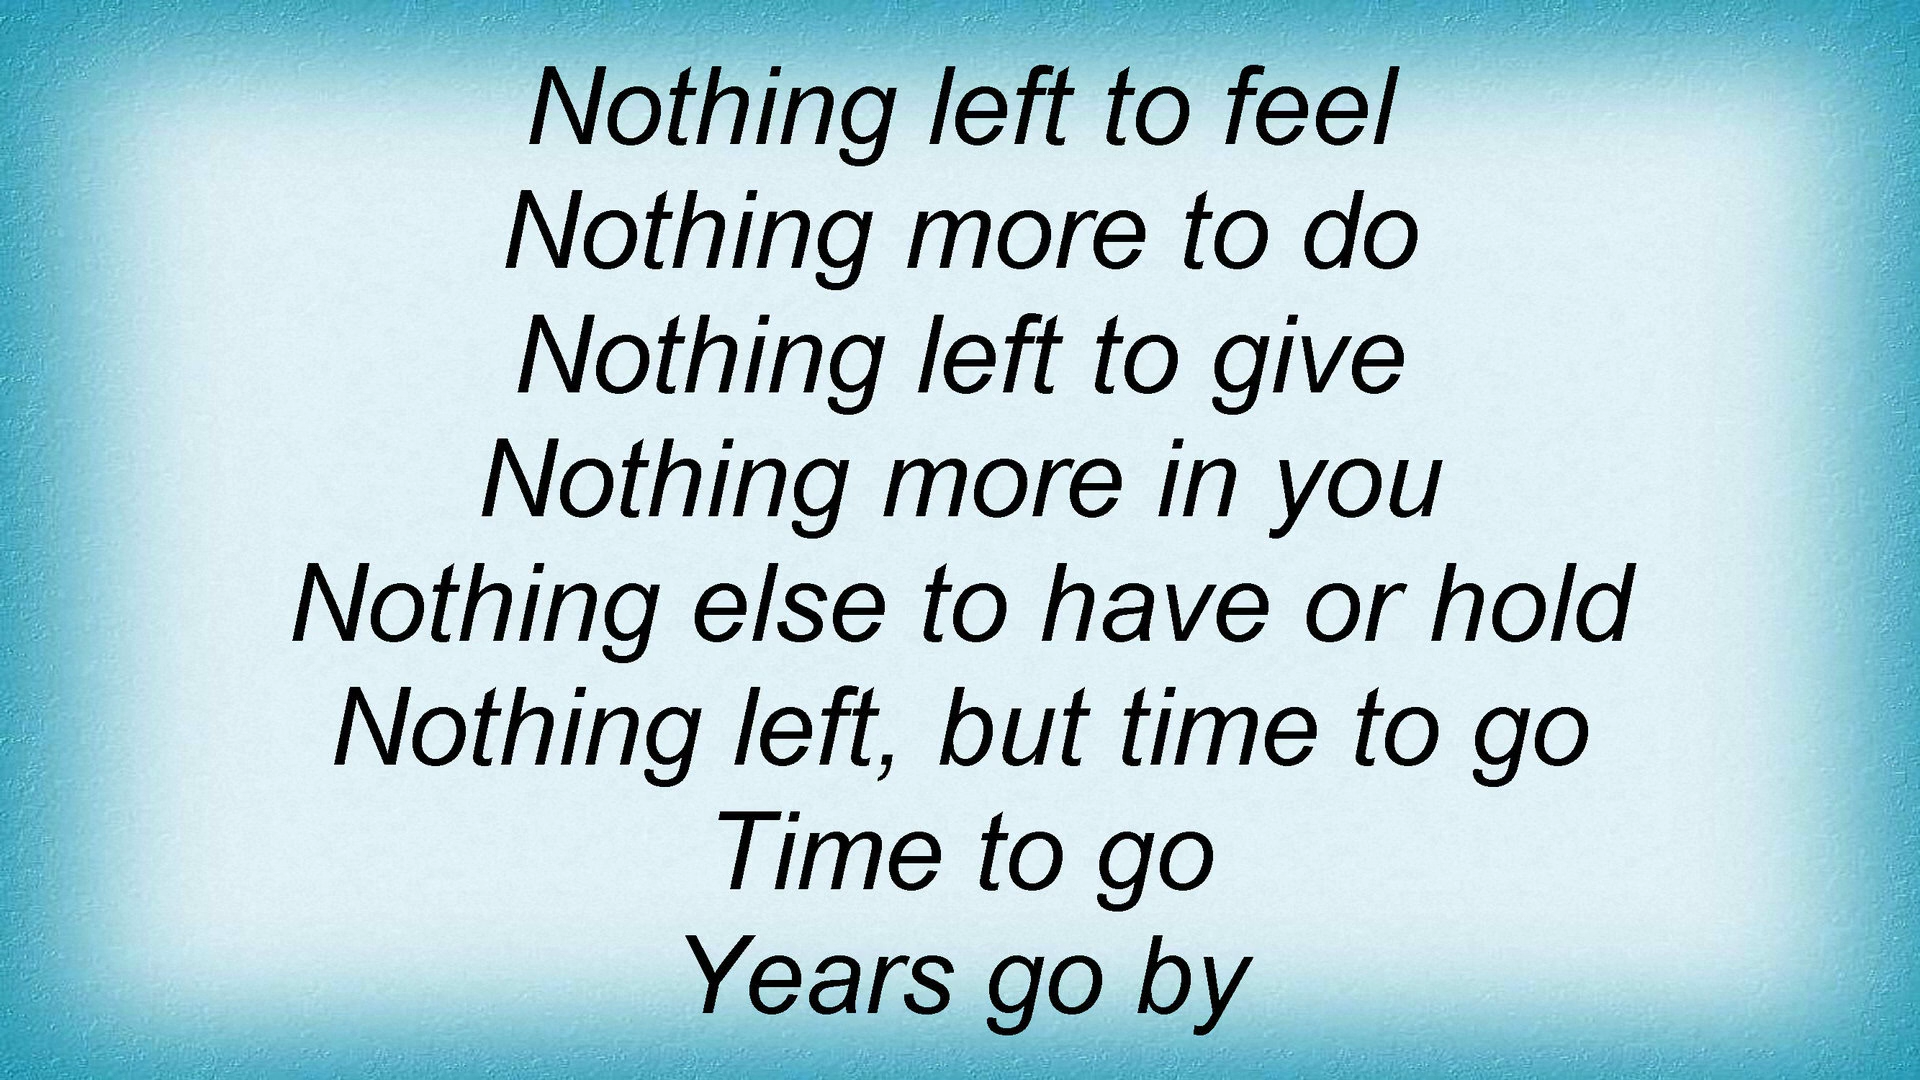 Nothing left to feel
Nothing more to do
Nothing left to give
Nothing more in you
Nothing else to have or hold
Nothing left, but time to go
Time to go
Years go by